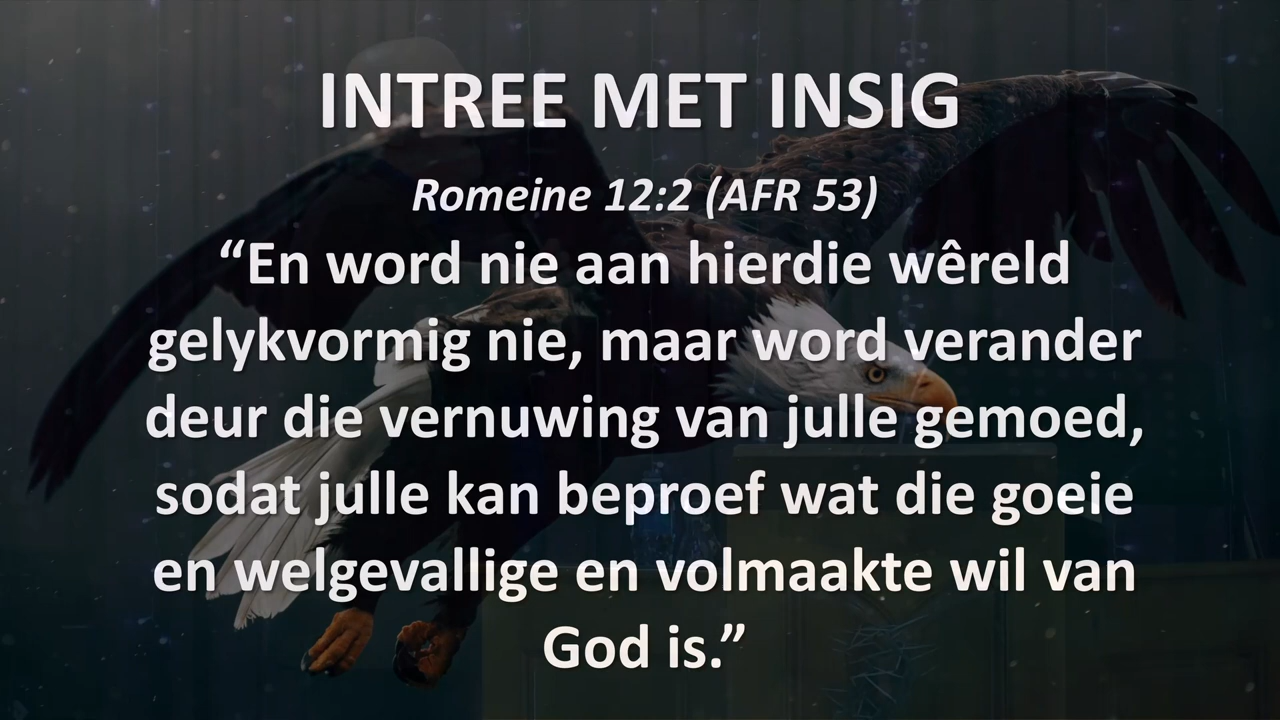 INTREE MET INSIG
Romeine 12:2 (AFR 53)
“En word nie aan hierdie wêreld
gelykvormig nie, maar word verander
deur die vernuwing van julle gemoed,
sodat julle kan beproef wat die goeie
en welgevallige en volmaakte wil van
God is.”